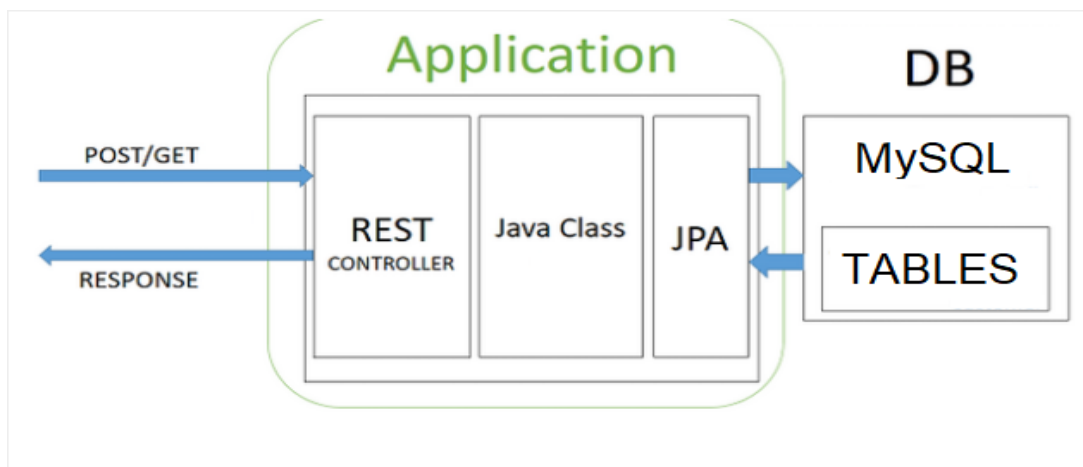 Application
DB
POST/GET
RESPONSE
REST
CONTROLLER
Java Class
JPA
MySQL
TABLES